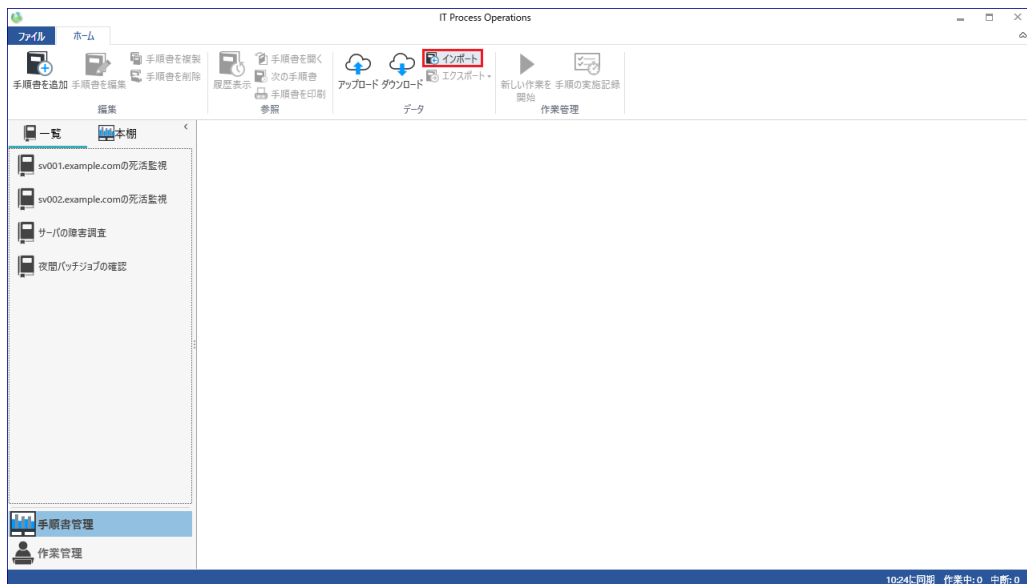 IT Process Operations
ファイル ホーム
手順書を追加 手順書を編集 手順書を複製 手順書を削除
編集
履歴表示 手順書を開く 次の手順書 手順書を印刷
参照
アップロード ダウンロード インポート エクスポート
データ
新しい作業を開始 手順の実施記録
作業管理
一覧 本棚
sv001.example.comの死活監視
sv002.example.comの死活監視
サーバの障害調査
夜間バッチジョブの確認
手順書管理
作業管理
10:24に同期 作業中: 0 中断: 0